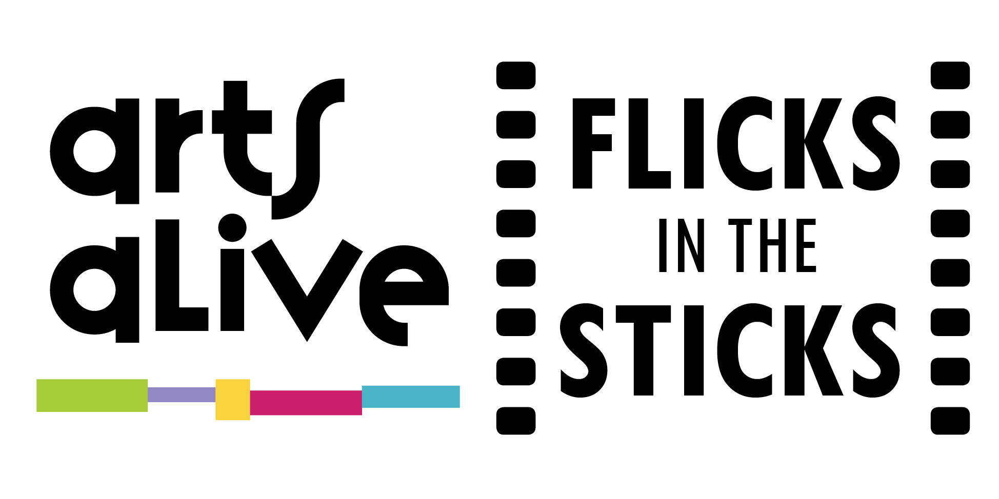 arts
aLive
FLICKS
IN THE
STICKS